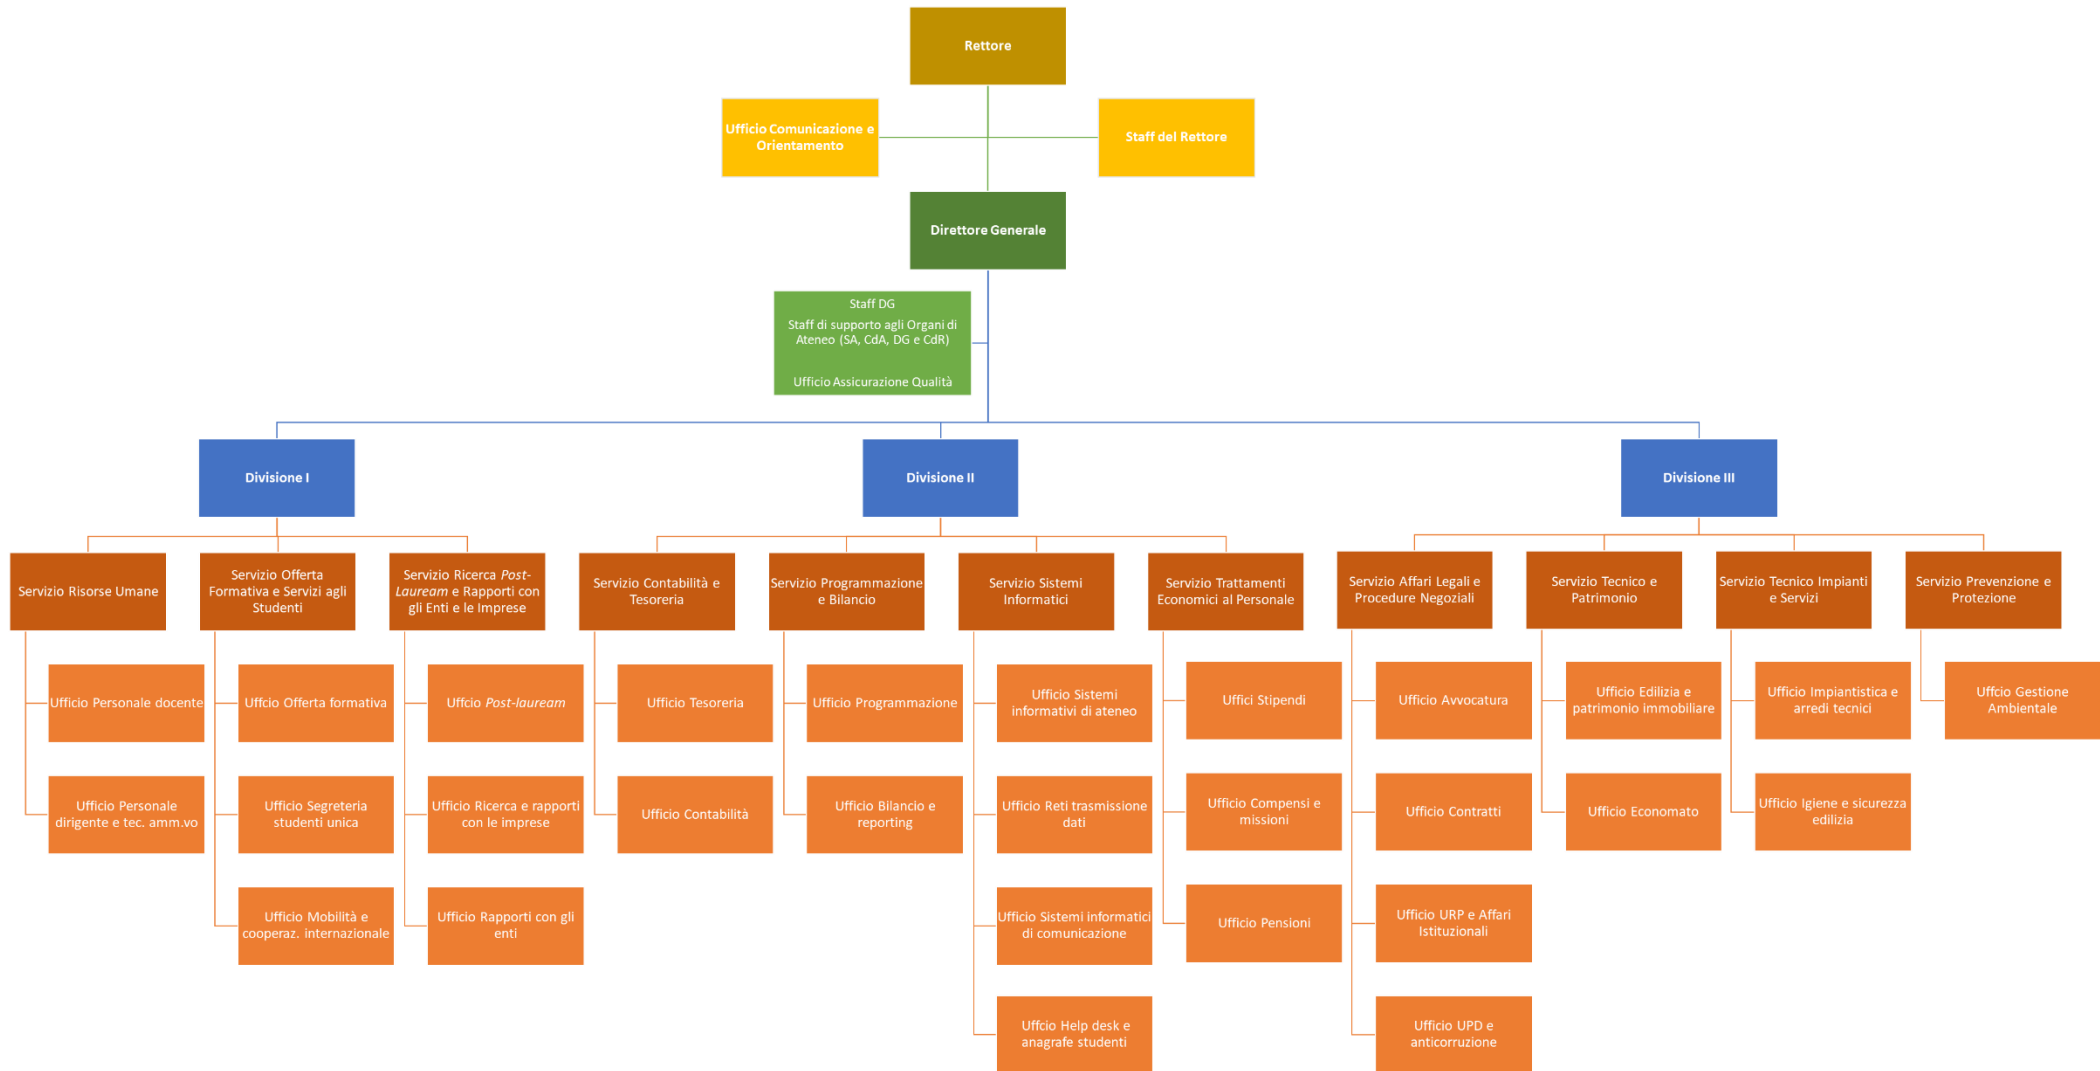 Rettore
Ufficio Comunicazione e
Orientamento
Staff del Rettore
Direttore Generale
Staff DG
Staff di supporto agli Organi di
Ateneo (SA, CdA, DG e CdR)
Ufficio Assicurazione Qualità
Divisione I
Divisione II
Divisione III
Servizio Risorse Umane
Servizio Offerta
Formativa e Servizi agli
Studenti
Servizio Ricerca Post-
Lauream e Rapporti con
gli Enti e le Imprese
Servizio Contabilità e
Tesoreria
Servizio Programmazione
e Bilancio
Servizio Sistemi
Informatici
Servizio Trattamenti
Economici al Personale
Servizio Affari Legali e
Procedure Negoziali
Servizio Tecnico e
Patrimonio
Servizio Tecnico Impianti
e Servizi
Servizio Prevenzione e
Protezione
Ufficio Personale docente
Uffcio Offerta formativa
Uffcio Post-lauream
Ufficio Tesoreria
Ufficio Programmazione
Ufficio Sistemi
informativi di ateneo
Uffici Stipendi
Ufficio Avvocatura
Ufficio Edilizia e
patrimonio immobiliare
Ufficio Impiantistica e
arredi tecnici
Uffcio Gestione
Ambientale
Ufficio Personale
dirigente e tec. amm.vo
Ufficio Segreteria
studenti unica
Ufficio Ricerca e rapporti
con le imprese
Ufficio Contabilità
Ufficio Bilancio e
reporting
Ufficio Reti trasmissione
dati
Ufficio Compensi e
missioni
Ufficio Contratti
Ufficio Economato
Ufficio Igiene e sicurezza
edilizia
Ufficio Mobilità e
cooperaz. internazionale
Ufficio Rapporti con gli
enti
Ufficio Sistemi informatici
di comunicazione
Ufficio Pensioni
Ufficio URP e Affari
Istituzionali
Uffcio Help desk e
anagrafe studenti
Ufficio UPD e
anticorruzione